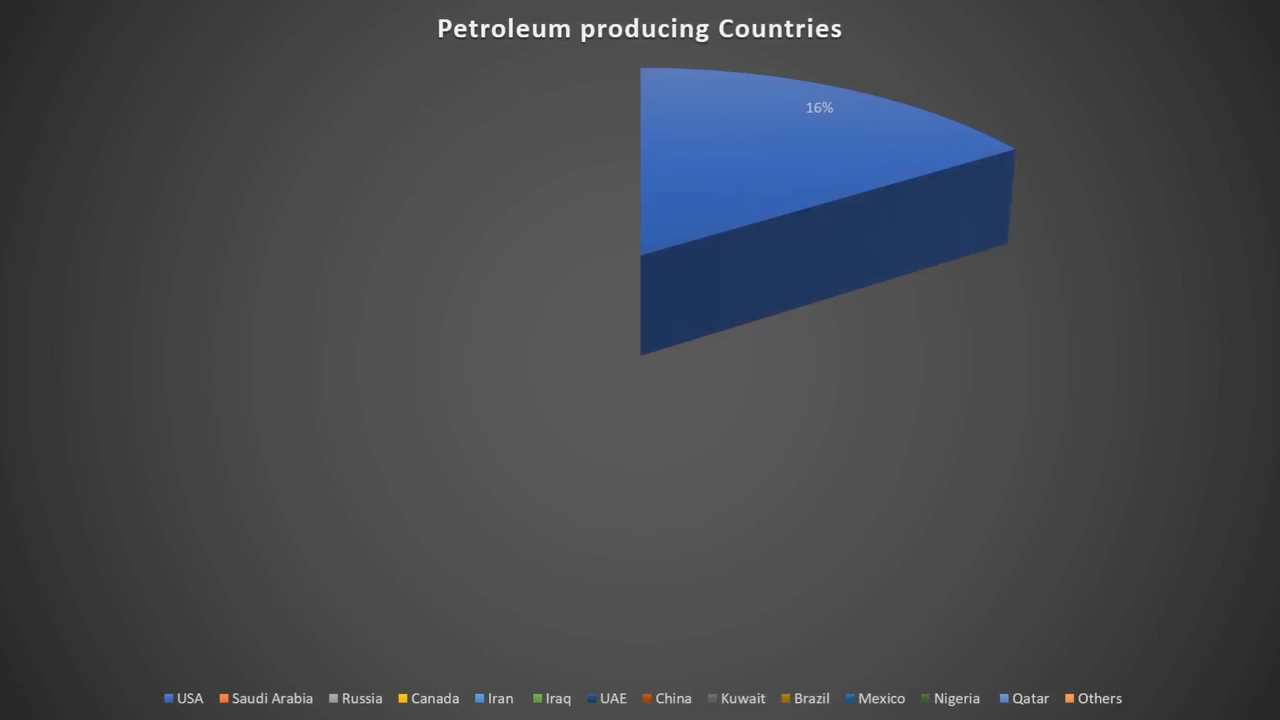 Petroleum producing Countries
16%
USA Saudi Arabia Russia Canada Iran Iraq UAE China Kuwait Brazil Mexico Nigeria Qatar Others